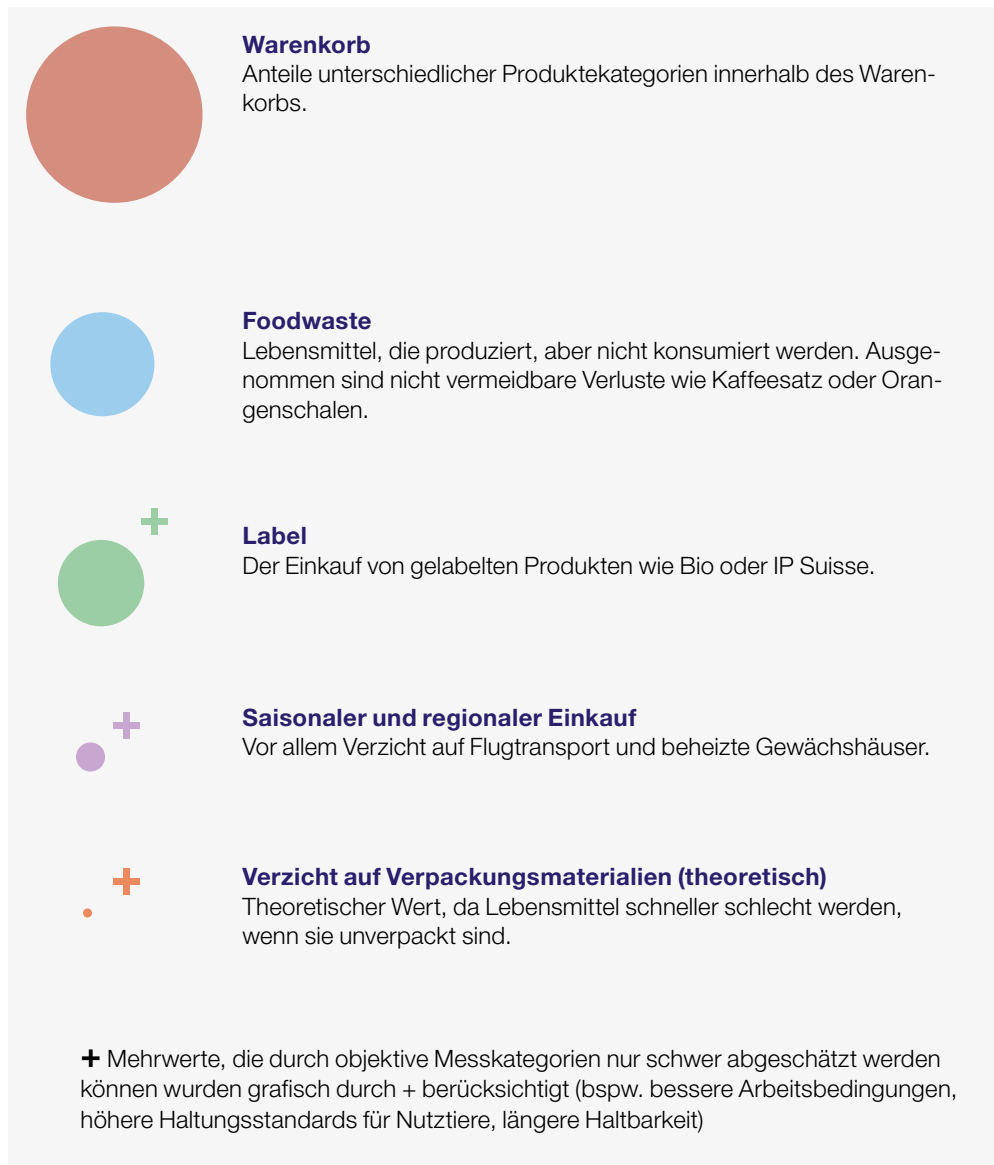 Warenkorb
Anteile unterschiedlicher Produktekategorien innerhalb des Waren-
korbs.
Foodwaste
Lebensmittel, die produziert, aber nicht konsumiert werden. Ausge-
nommen sind nicht vermeidbare Verluste wie Kaffeesatz oder Oran-
genschalen.
+
Label
Der Einkauf von gelabelten Produkten wie Bio oder IP Suisse.
+
Saisonaler und regionaler Einkauf
Vor allem Verzicht auf Flugtransport und beheizte Gewächshäuser.
+
Verzicht auf Verpackungsmaterialien (theoretisch)
Theoretischer Wert, da Lebensmittel schneller schlecht werden,
wenn sie unverpackt sind.
+ Mehrwerte, die durch objektive Messkategorien nur schwer abgeschätzt werden
können wurden grafisch durch + berücksichtigt (bspw. bessere Arbeitsbedingungen,
höhere Haltungsstandards für Nutztiere, längere Haltbarkeit)